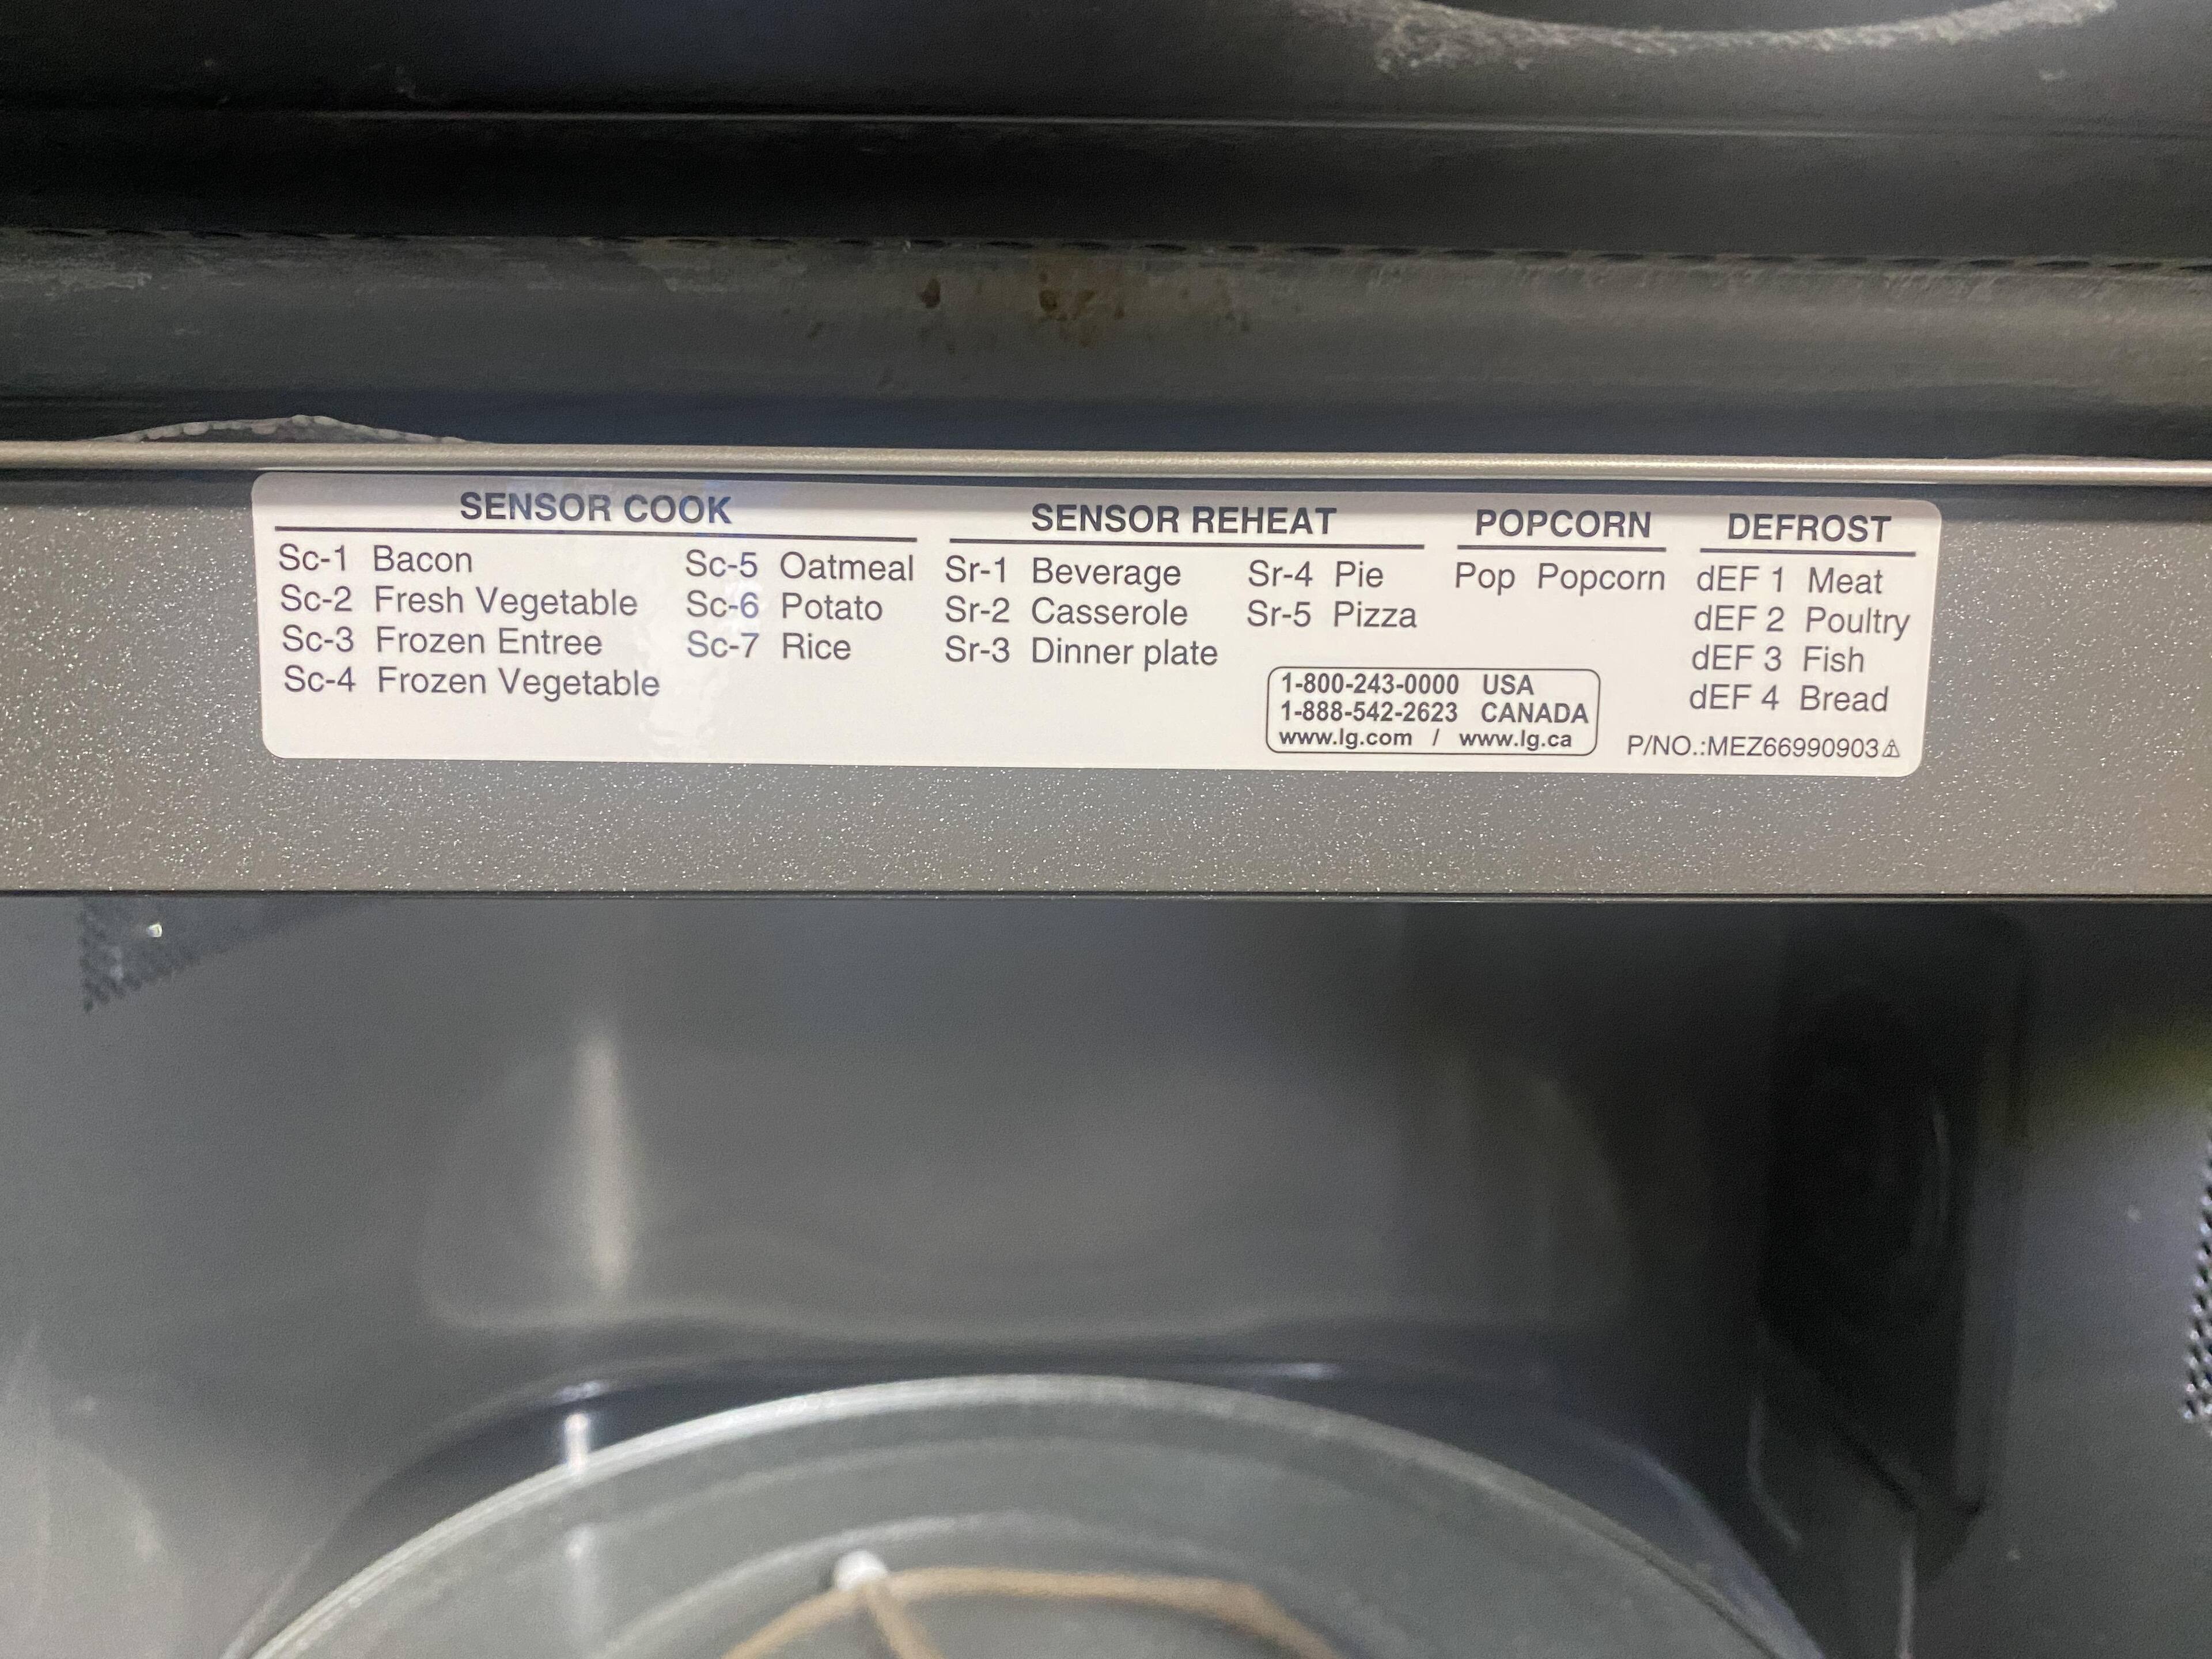 SENSOR COOK
Sc-1 Bacon
Sc-2 Fresh Vegetable
Sc-3 Frozen Entree
Sc-4 Frozen Vegetable
Sc-5 Oatmeal
Sc-6 Potato
Sc-7 Rice
SENSOR REHEAT
Sr-1 Beverage
Sr-2 Casserole
Sr-3 Dinner plate
Sr-4 Pie
Sr-5 Pizza
POPCORN
Pop Popcorn
DEFROST
dEF 1 Meat
dEF 2 Poultry
dEF 3 Fish
dEF 4 Bread
1-800-243-0000 USA
1-888-542-2623 CANADA
www.lg.com / www.lg.ca
P/NO.:MEZ66990903